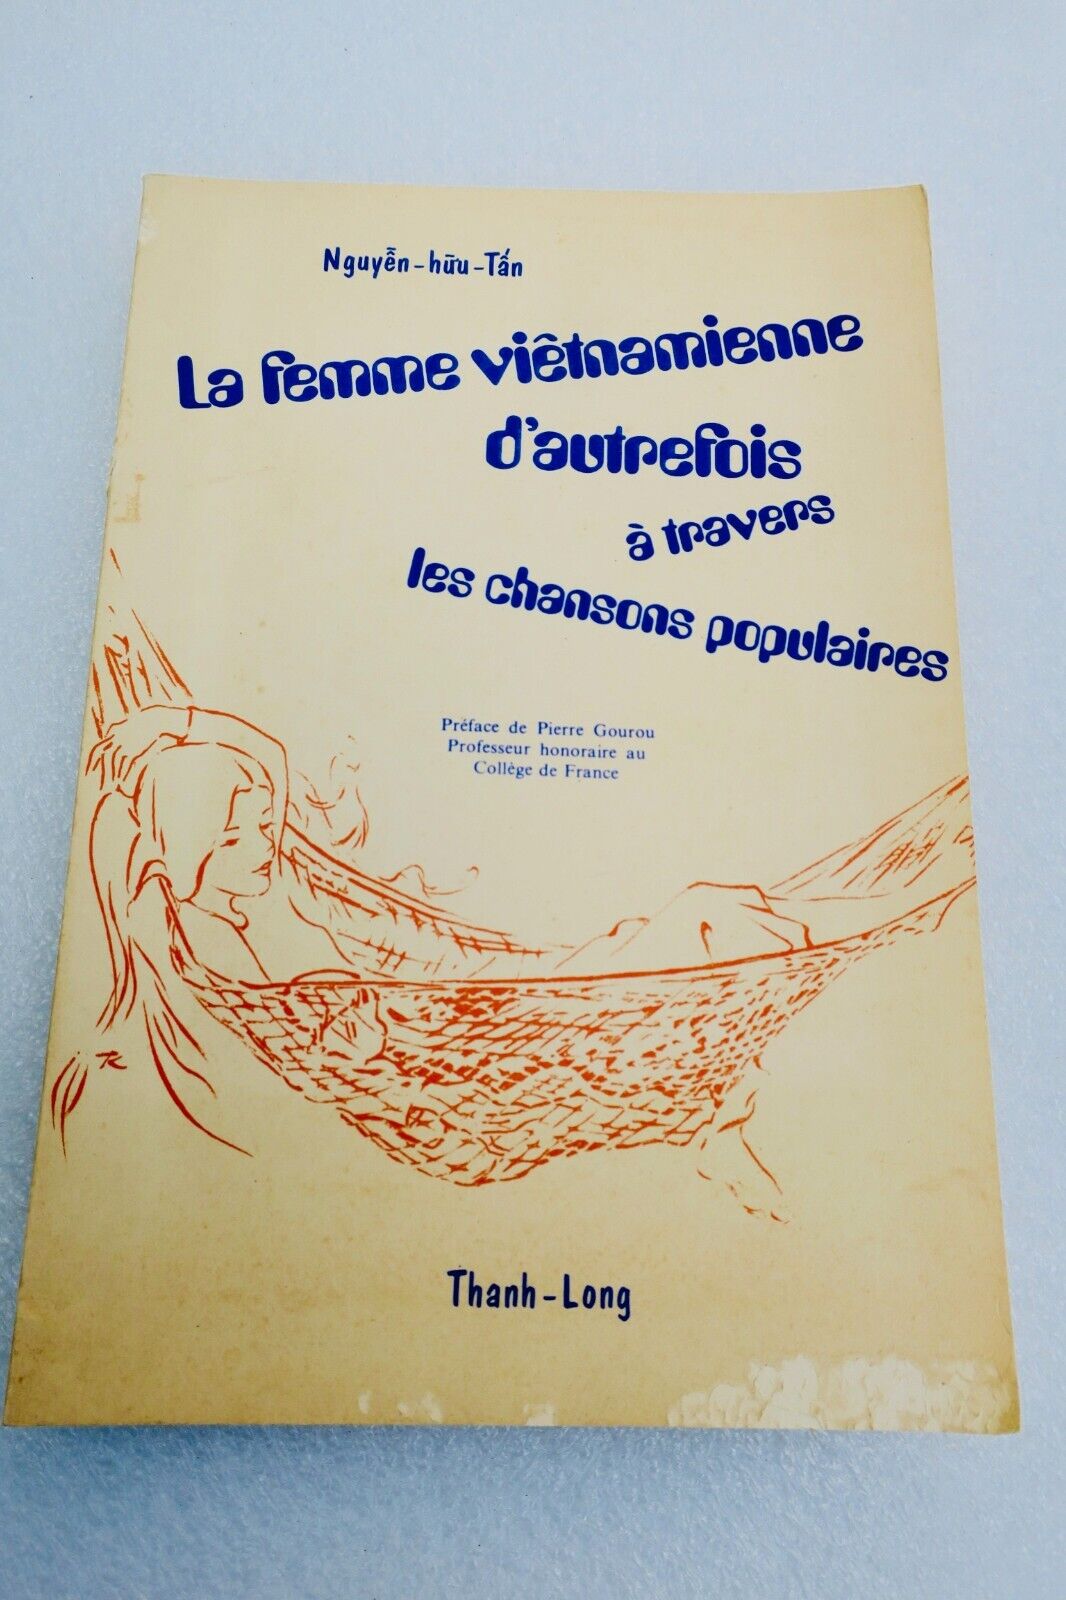 Nguyễn-hữu-Tấn
La femme viêtnamienne
d'autrefois
à travers
les chansons populaires
Préface de Pierre Gourou
Professeur honoraire au
Collège de France
Thanh-Long